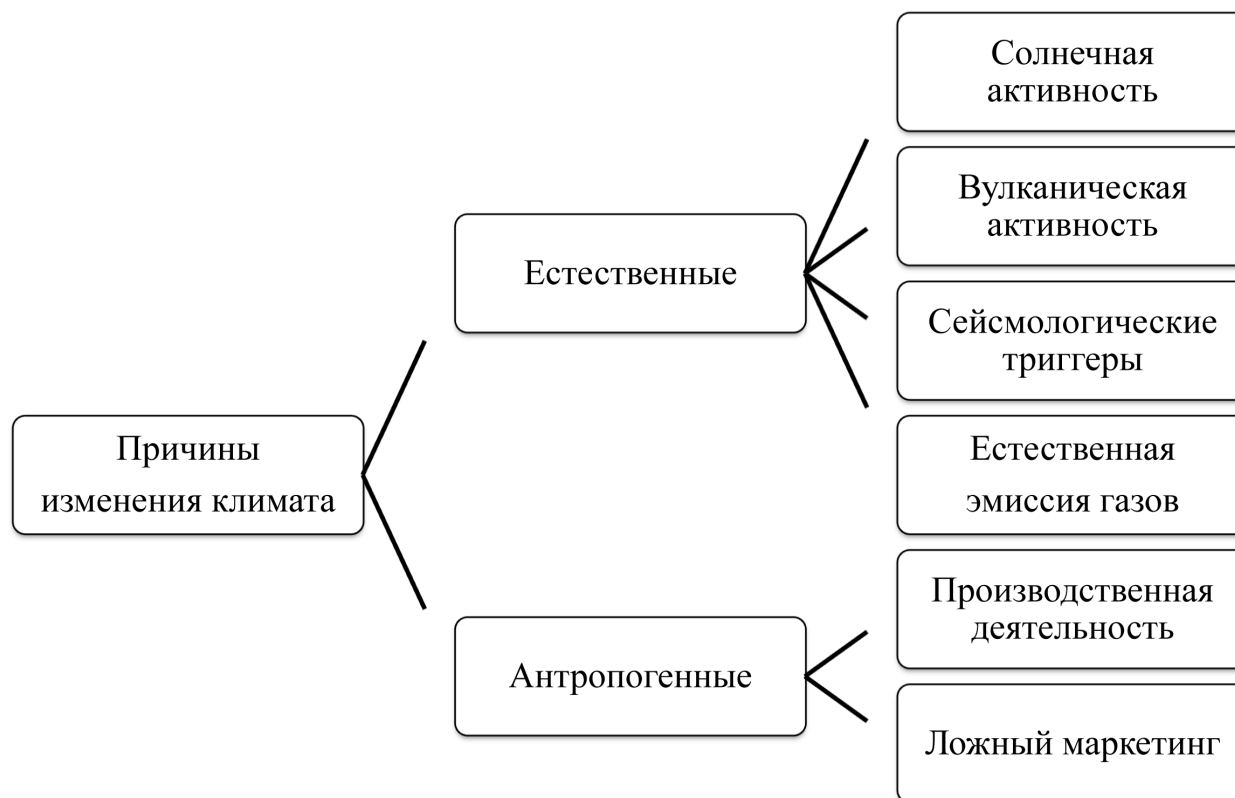 Солнечная
активность
Вулканическая
активность
Естественные
Сейсмологические
триггеры
Причины
изменения климата
Естественная
эмиссия газов
Производственная
деятельность
Антропогенные
Ложный маркетинг